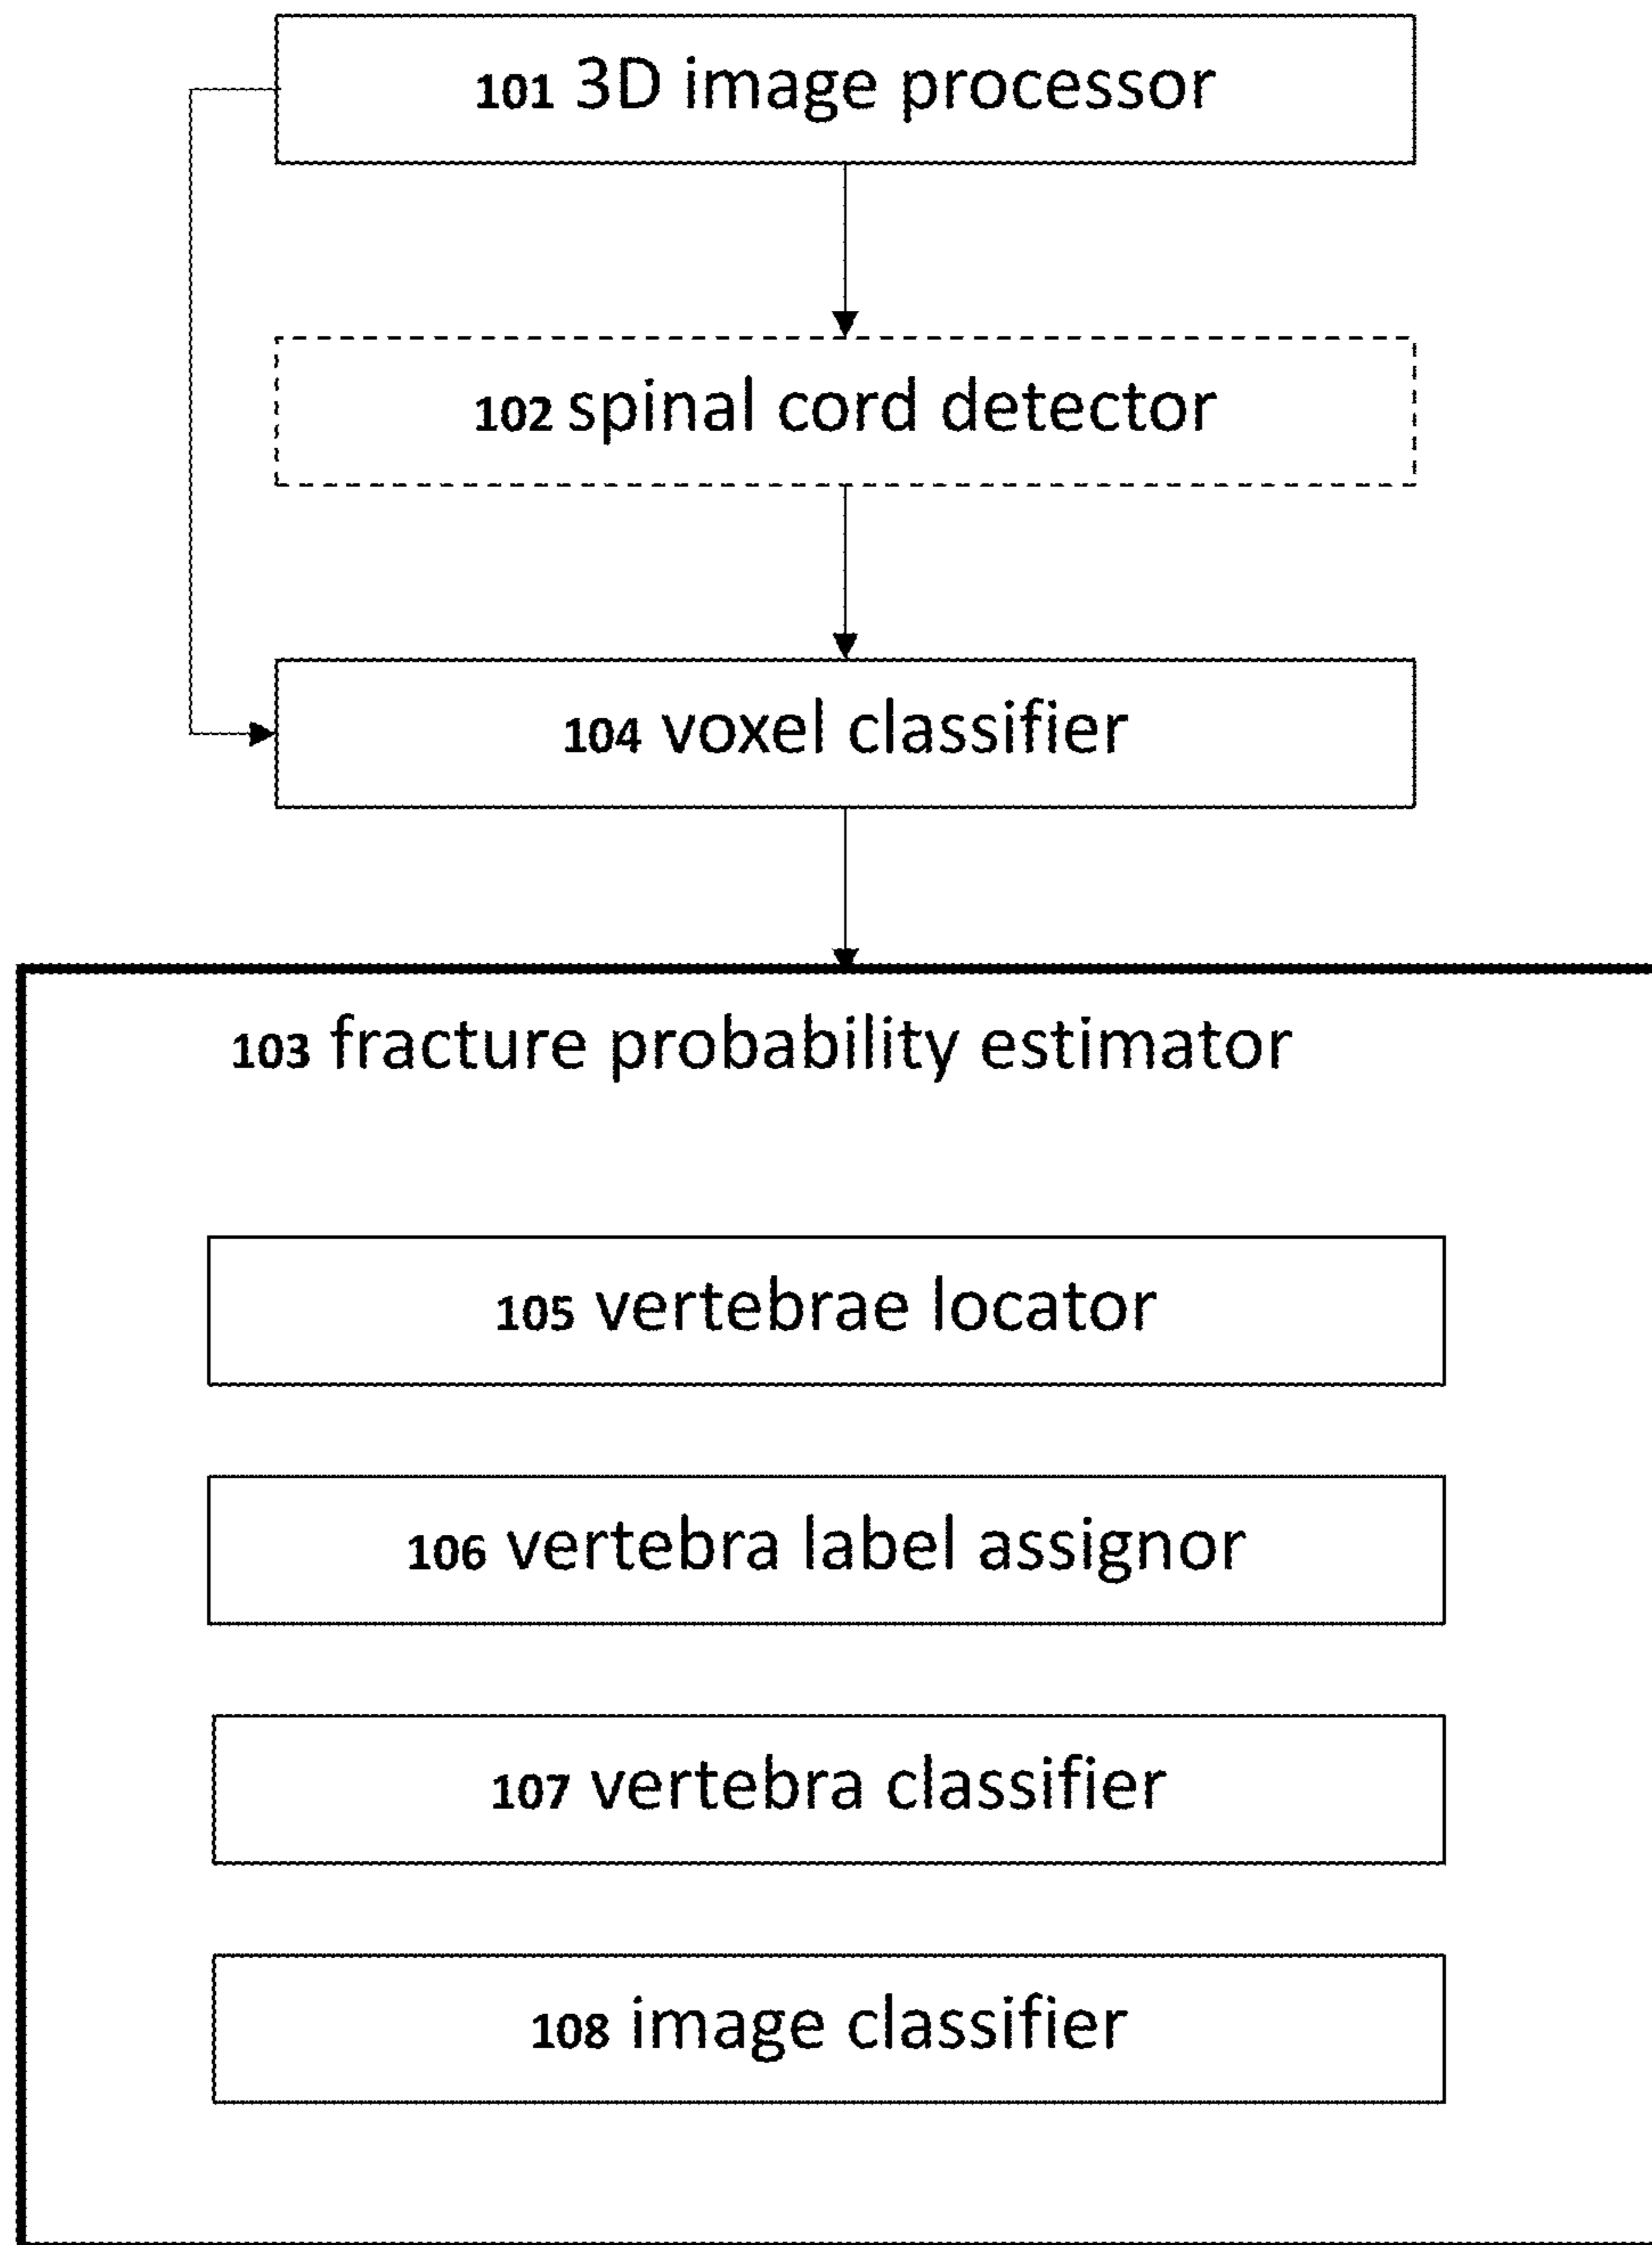 101 3D image processor
102 spinal cord detector
104 voxel classifier
103 fracture probability estimator
105 vertebrae locator
106 vertebra label assignor
107 vertebra classifier
108 image classifier